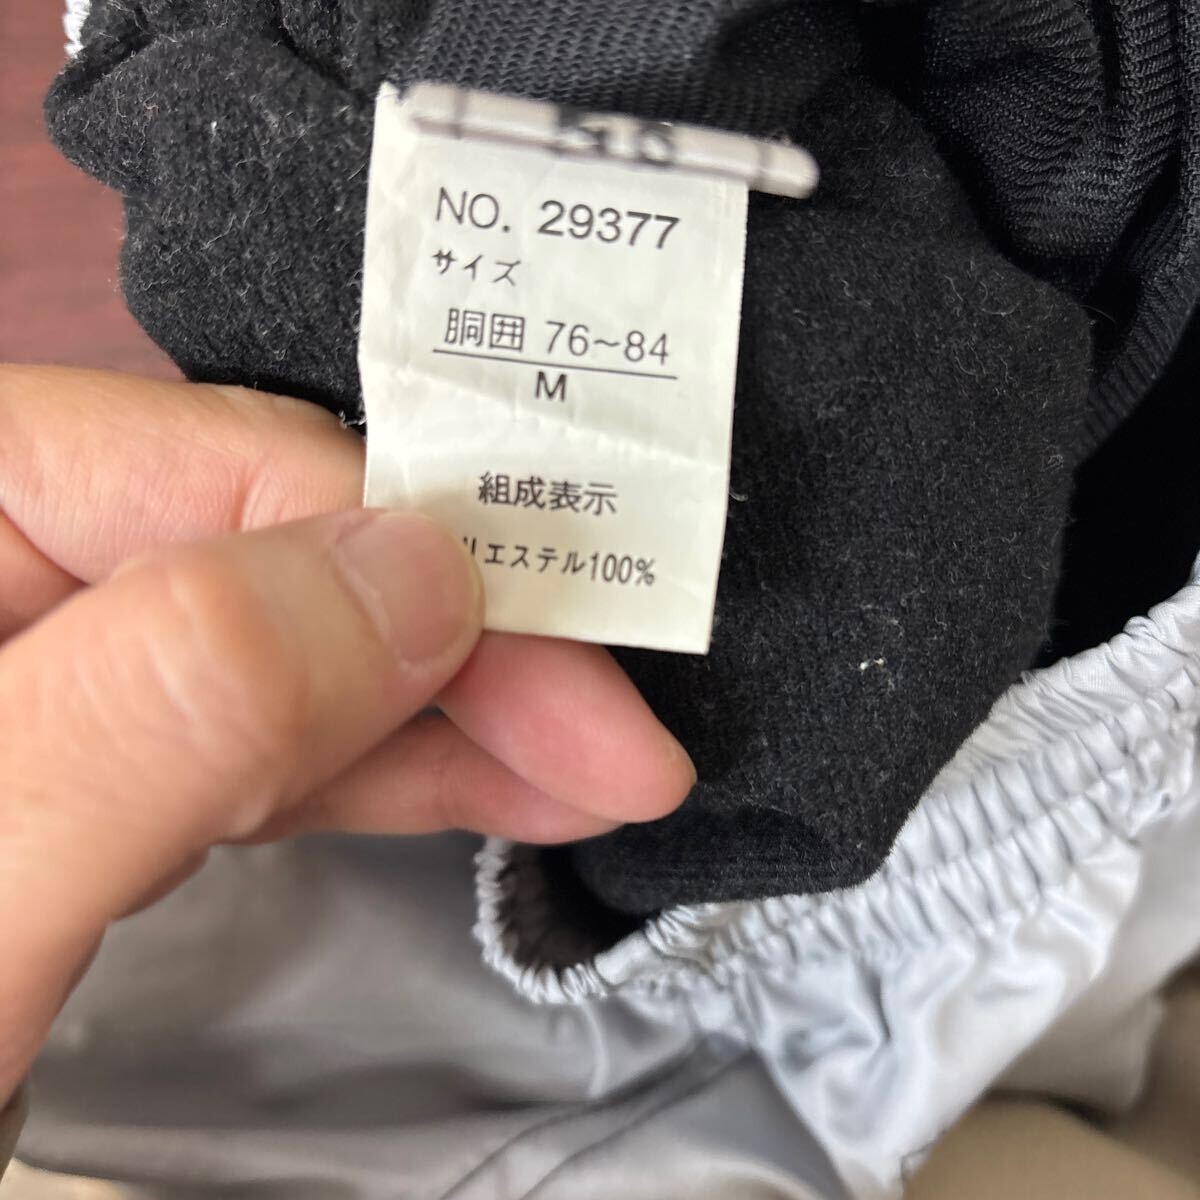 NO. 29377
サイズ
胴囲 76~84
M
組成表示
リエステル100%